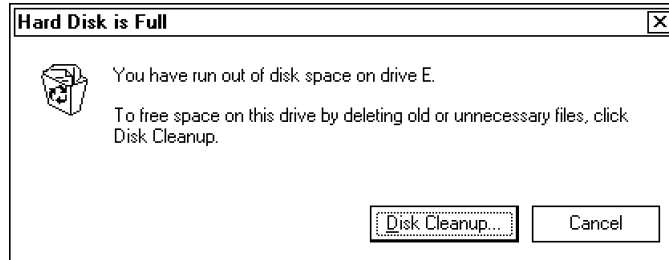 Hard Disk is Full
You have run out of disk space on drive E.
To free space on this drive by deleting old or unnecessary files, click
Disk Cleanup.
Disk Cleanup...
Cancel